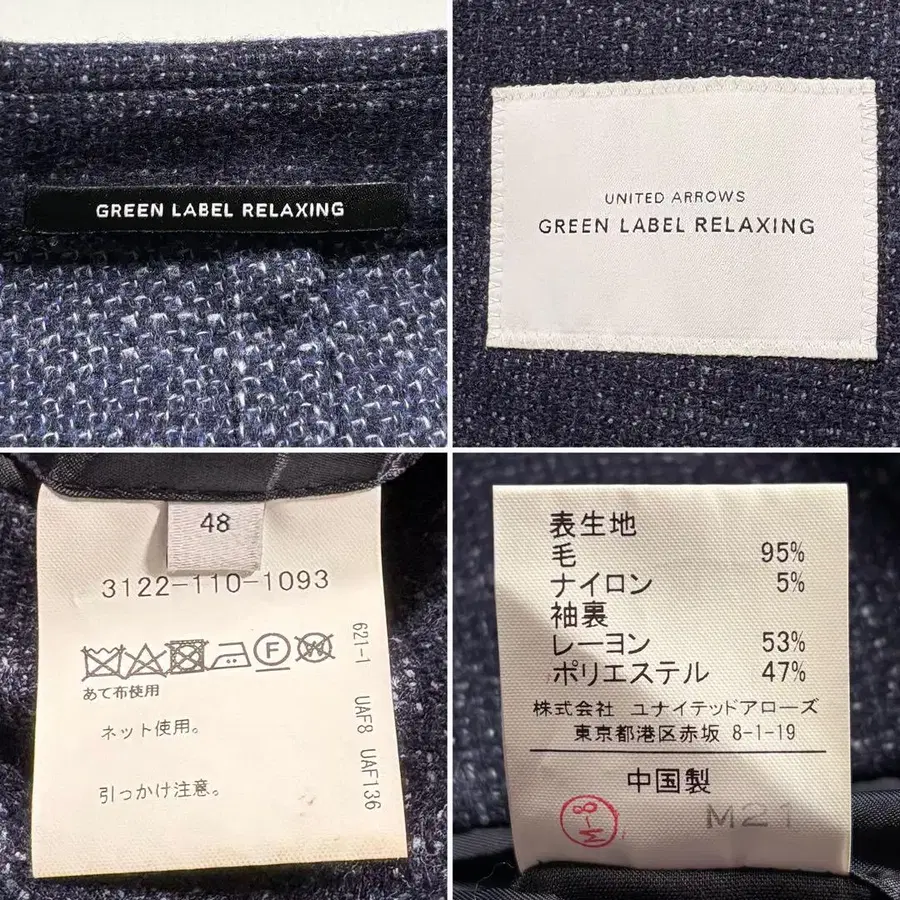 GREEN LABEL RELAXING
UNITED ARROWS
GREEN LABEL RELAXING
48
3122-110-1093
F
W
あて布使用
ネット使用。
引っかけ注意。
621-1 UAF8 UAF136
表生地
毛 95%
ナイロン 5%
袖裏
レーヨン 53%
ポリエステル 47%
株式会社 ユナイテッドアローズ
東京都港区赤坂 8-1-19
中国製
M21